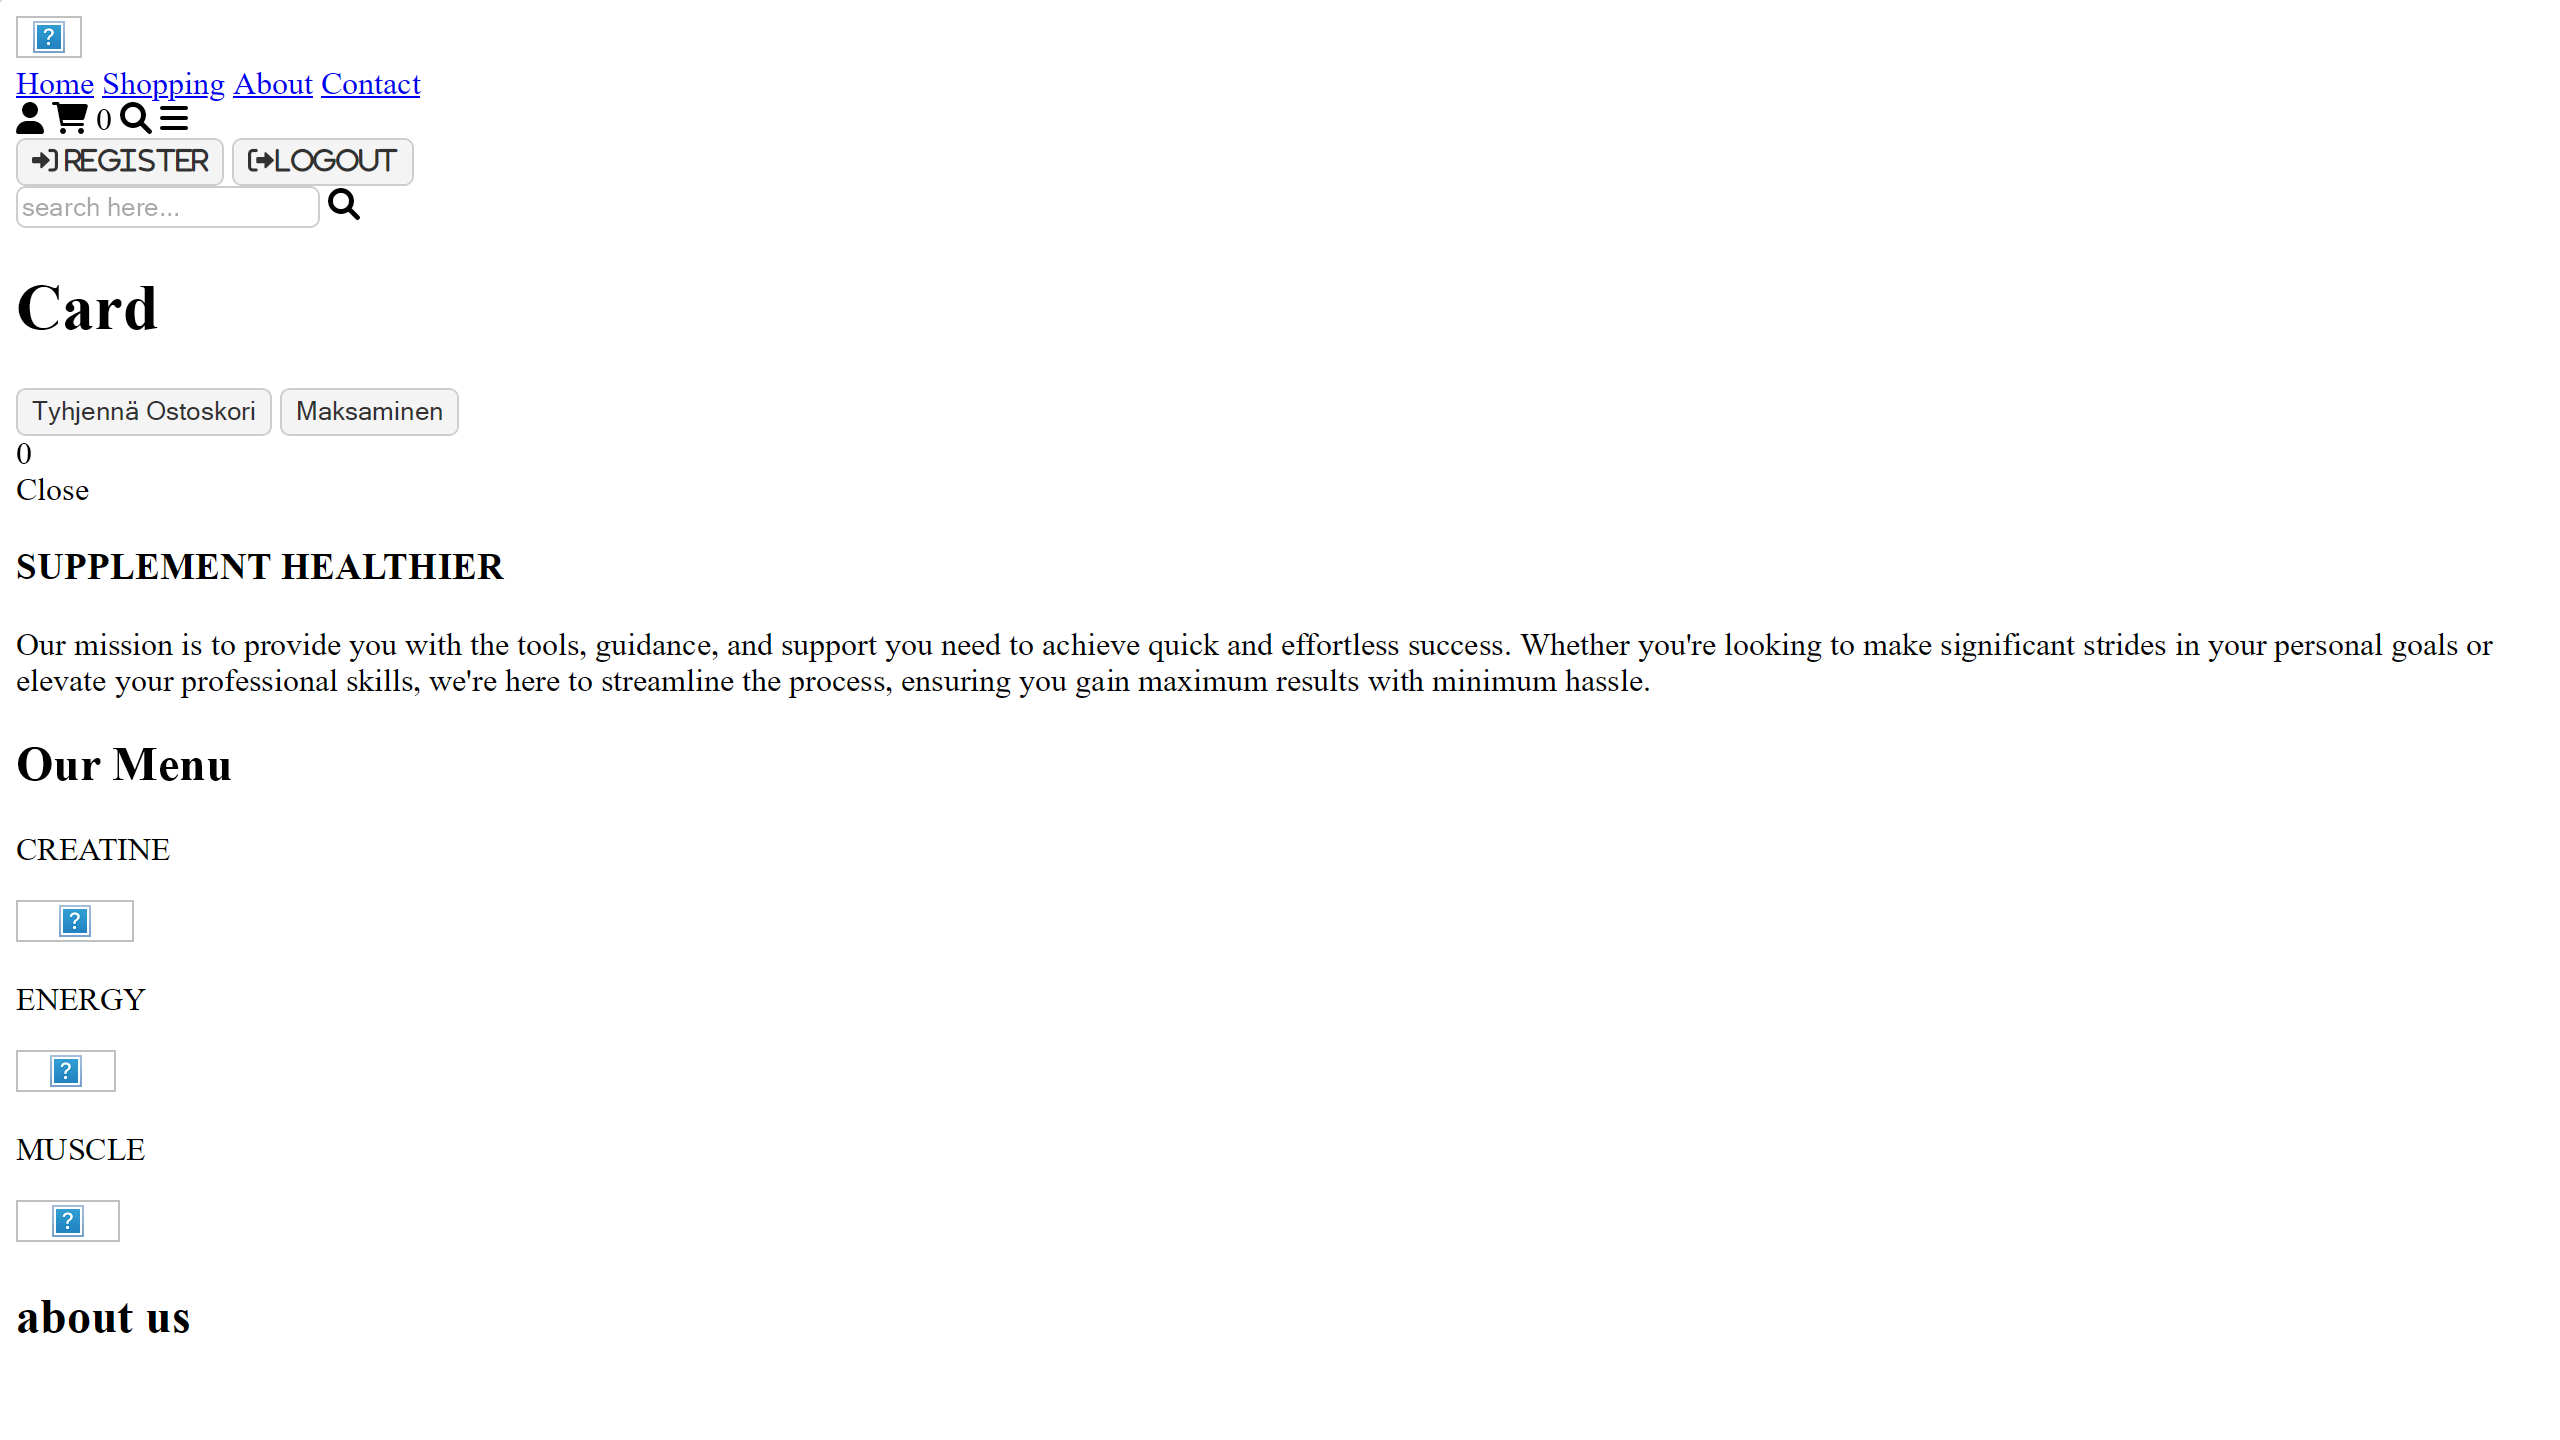 Home Shopping About Contact
0
REGISTER LOGOUT
search here...
Card
Tyhjennä Ostoskori Maksaminen
0
Close
SUPPLEMENT HEALTHIER
Our mission is to provide you with the tools, guidance, and support you need to achieve quick and effortless success. Whether you're looking to make significant strides in your personal goals or
elevate your professional skills, we're here to streamline the process, ensuring you gain maximum results with minimum hassle.
Our Menu
CREATINE
ENERGY
MUSCLE
about us